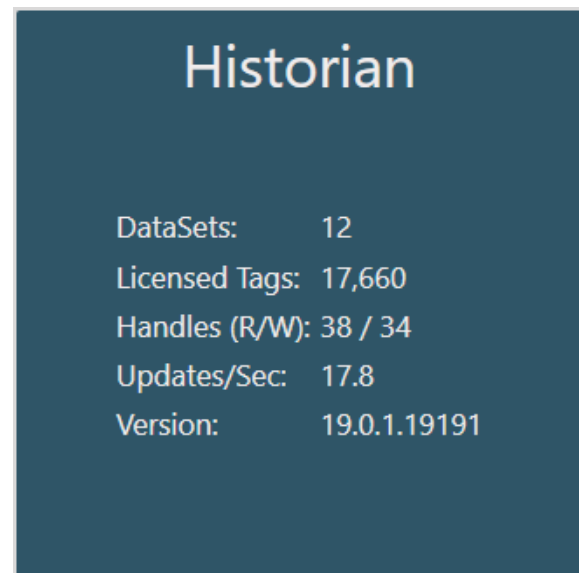 Historian
DataSets: 12
Licensed Tags: 17,660
Handles (R/W): 38 / 34
Updates/Sec: 17.8
Version: 19.0.1.19191